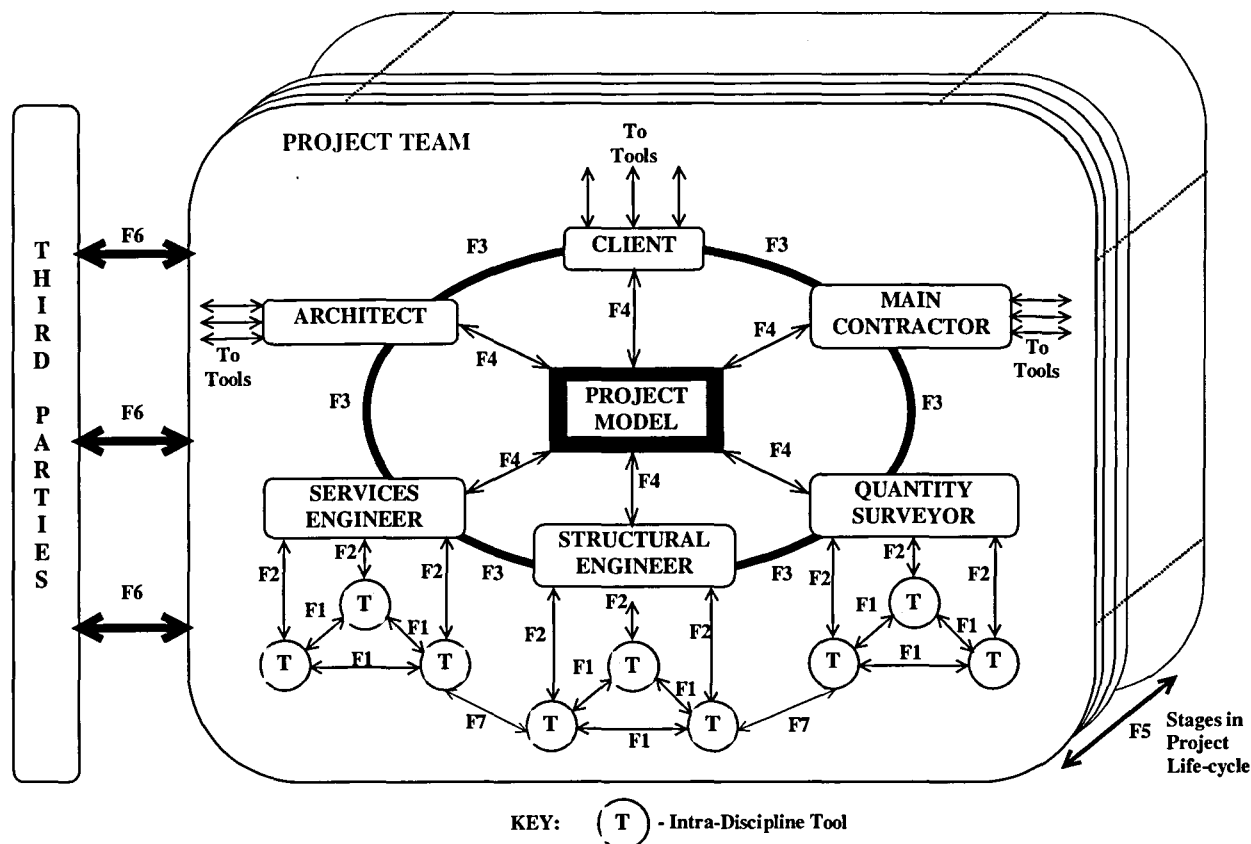 PROJECT TEAM
To
Tools
THIRD PARTIES
F6
F6
F6
F3
CLIENT
F3
F4
ARCHITECT
MAIN
CONTRACTOR
To
Tools
To
Tools
F4
F4
F3
PROJECT
MODEL
F3
F4
F4
F4
SERVICES
ENGINEER
QUANTITY
SURVEYOR
STRUCTURAL
ENGINEER
F3
F3
F2
F2
F2
F2
F2
F2
F2
F2
F2
T
F1
F1
F1
T
T
T
F1
F1
F1
T
T
T
F1
F1
F1
T
T
F7
F7
F5
Stages in
Project
Life-cycle
KEY: T - Intra-Discipline Tool